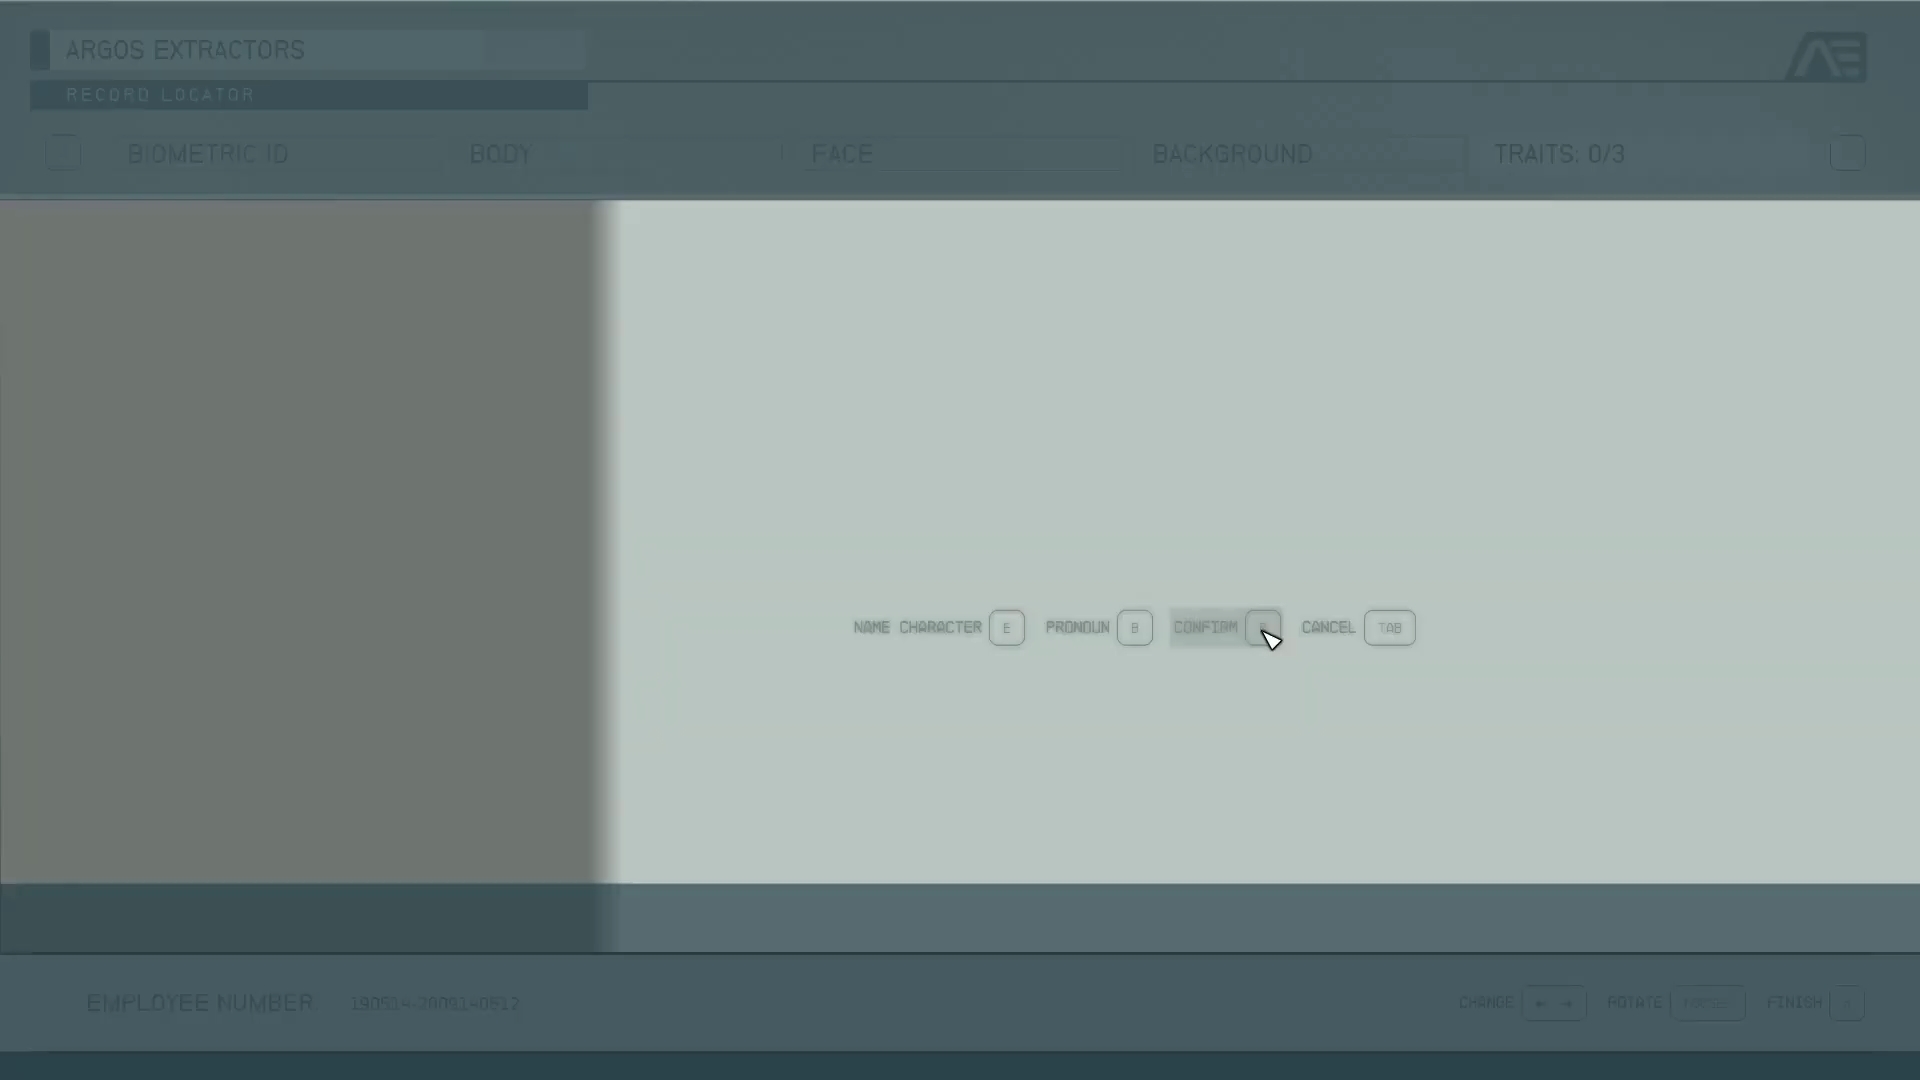 ARGOS EXTRACTORS
RECORD LOCATOR
BIOMETRIC ID BODY FACE BACKGROUND TRAITS: 0/3
NAME CHARACTER E PRONOUN B CONFIRM CANCEL TAB
EMPLOYEE NUMBER CHANGE ROTATE FINISH